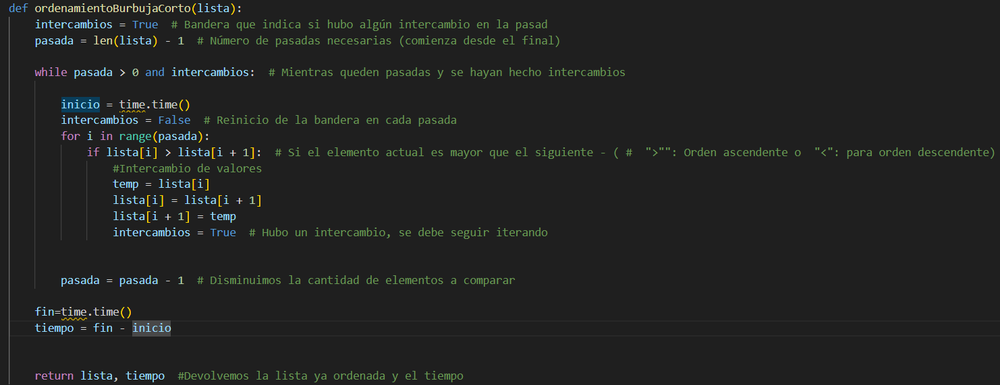 def ordenamientoBurbujaCorto(lista):
    intercambios = True  # Bandera que indica si hubo algún intercambio en la pasad
    pasada = len(lista) - 1  # Número de pasadas necesarias (comienza desde el final)
    while pasada > 0 and intercambios:  # Mientras queden pasadas y se hayan hecho intercambios
        inicio = time.time()
        intercambios = False  # Reinicio de la bandera en cada pasada
        for i in range(pasada):
            if lista[i] > lista[i + 1]:  # Si el elemento actual es mayor que el siguiente - ( #  ">"": Orden ascendente o  "<": para orden descendente)
                #Intercambio de valores
                temp = lista[i]
                lista[i] = lista[i + 1]
                lista[i + 1] = temp
                intercambios = True  # Hubo un intercambio, se debe seguir iterando
        pasada = pasada - 1  # Disminuimos la cantidad de elementos a comparar
    fin=time.time()
    tiempo = fin - inicio
    return lista, tiempo  #Devolvemos la lista ya ordenada y el tiempo